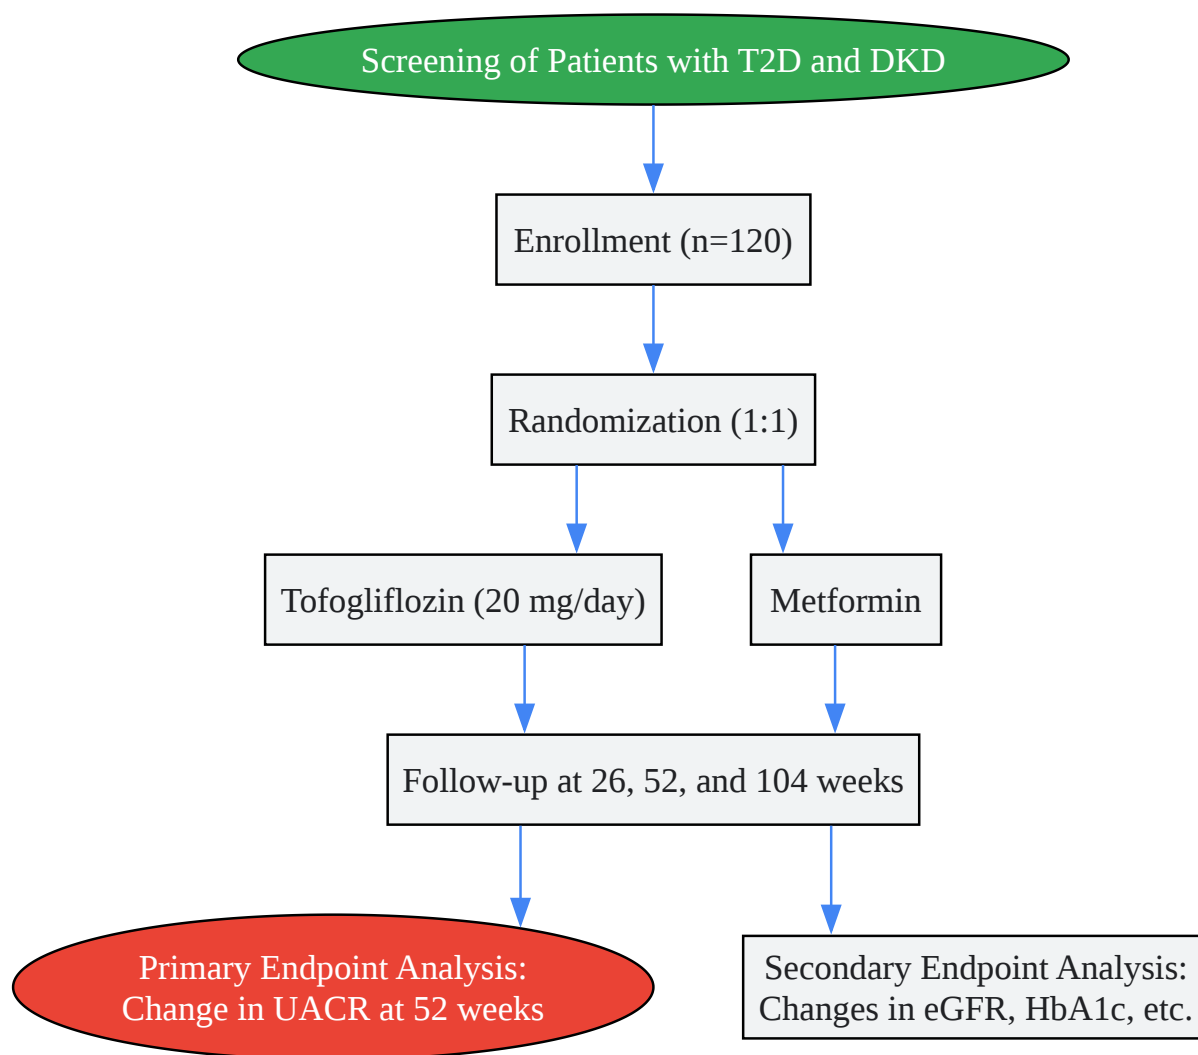 Screening of Patients with T2D and DKD
Enrollment (n=120)
Randomization (1:1)
Tofogliflozin (20 mg/day)
Metformin
Follow-up at 26, 52, and 104 weeks
Primary Endpoint Analysis:
Change in UACR at 52 weeks
Secondary Endpoint Analysis:
Changes in eGFR, HbA1c, etc.